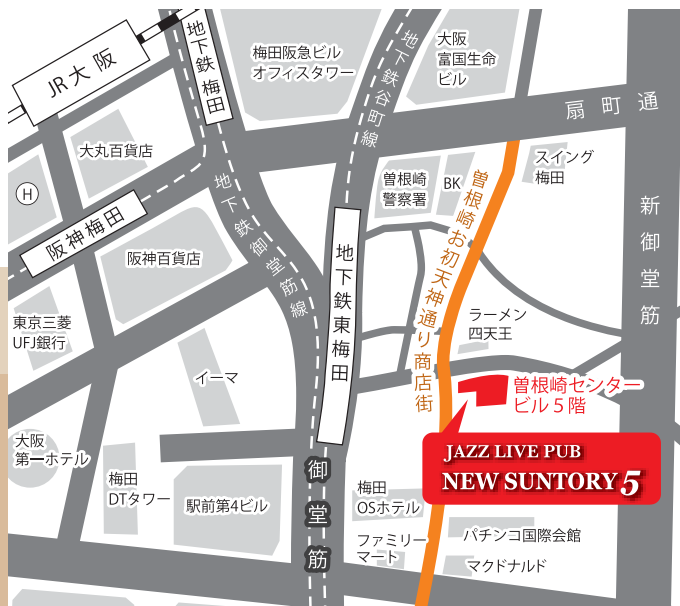 JR大阪
地下鉄 梅田
梅田阪急ビル
オフィスタワー
地下鉄谷町線
大阪
富国生命
ビル
扇町通
大丸百貨店
スイング
梅田
曽根崎
警察署
BK
H
阪神梅田
地下鉄御堂筋線
曽根崎お初天神通り商店街
新御堂筋
阪神百貨店
地下鉄東梅田
東京三菱
UFJ銀行
ラーメン
四天王
イーマ
曽根崎センター
ビル5階
大阪
第一ホテル
JAZZ LIVE PUB
NEW SUNTORY 5
梅田
DTタワー
駅前第4ビル
御堂筋
梅田
OSホテル
パチンコ国際会館
ファミリー
マート
マクドナルド